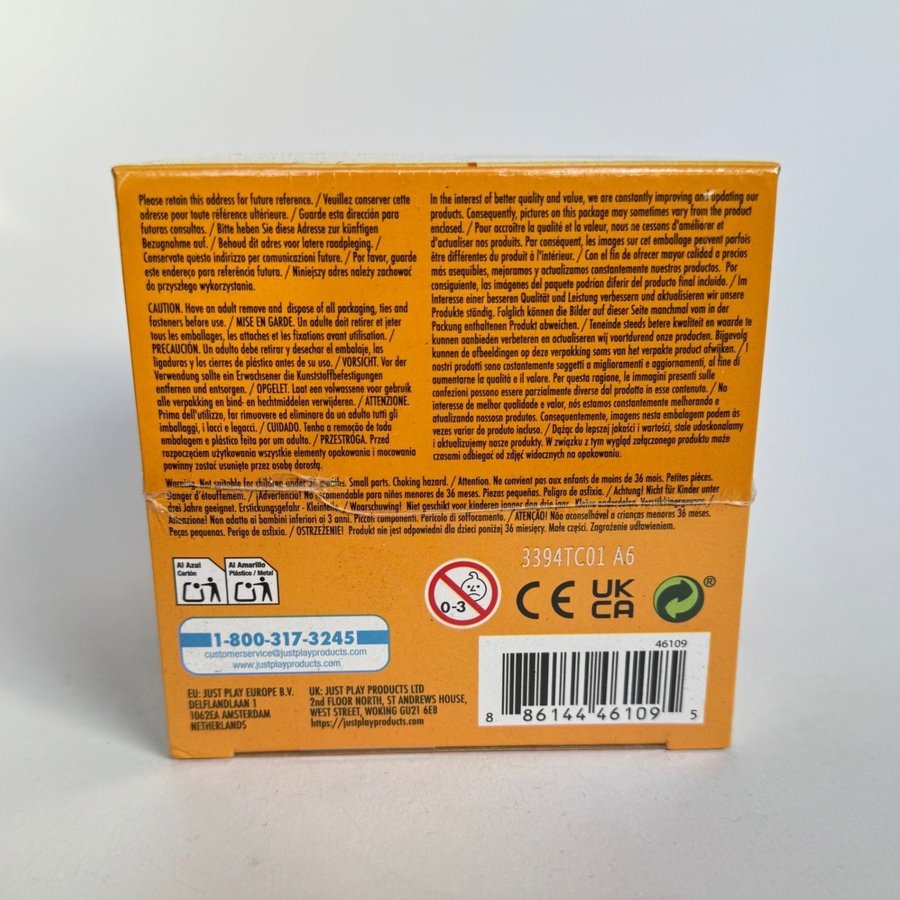 Please retain this address for future reference. / Veuillez conserver cette
adresse pour toute référence ultérieure. / Guarde esta dirección para
futuras consultas. / Bitte heben Sie diese Addresse zur künftigen
Bezugnahme auf. / Behoud dit adres voor latere raadpleging. /
Conservate questo indirizzo per comunicazioni future. / Por favor, guarde
este endereço para referência futura. / Niniejszy adres należy zachować
do przyszłego wykorzystania.
CAUTION. Have an adult remove and dispose of all packaging, ties and
fasteners before use. / MISE EN GARDE. Un adulte doit retirer et jeter
tous les emballages, les attaches et les fixations avant utilisation. /
PRECAUCIÓN. Un adulto debe retirar y desechar el embalaje, las
ligaduras y los cierres de plástico antes de su uso. / VORSICHT. Vor der
Verwendung sollte ein Erwachsener die Kunststoffbefestigungen
entfernen und entsorgen. / OPGELET. Laat een volwassene voor gebruik
alle verpakking en bind- en hechtmiddelen verwijderen. / ATTENZIONE.
Prima dell'utilizzo, far rimuovere ed eliminare da un adulto tutti gli
imballaggi, i lacci e legacci. / CUIDADO. Tenha a remoção de toda
embalagem e plástico feito por um adulto. / PRZESTROGA. Przed
rozpoczęciem używania wszystkie elementy opakowania i mocowania
powinny zostać usunięte przez osobę dorosłą.
In the interest of better quality and value, we are constantly improving and updating our
products. Consequently, pictures on this package may sometimes vary from the product
enclosed. / Pour accraître la qualité et la valeur, nous ne cessons d'améliorer et
d'actualiser nos produits. Par conséquent, les images sur cet emballage peuvent parfois
être différentes du produit à l'intérieur. / Con el fin de ofrecer mayor calidad a precios
más asequibles, mejoramos y actualizamos constantemente nuestros productos. Por
consiguiente, las imágenes del paquete podrían diferir del product final incluido. / Im
Interesse einer besseren Qualität und Leistung verbessern und aktualisieren wir unsere
Produkte ständig. Folglich können die Bilder auf dieser Seite manchmal vom in der
Packung enthaltenen Produkt abweichen. / Teneinde steeds betere kwaliteit en waarde te
kunnen aanbieden verbeteren en actualiseren wij voortdurend onze producten. Bijgevolg
kunnen de afbeeldingen op deze verpakking soms van het verpakte product afwijken. / I
nostri prodotti sono costantemente soggetti a miglioramenti e aggiornamenti, al fine di
aumentarne la qualità e il valore. Per questa ragione, le immagini presenti sulle
confezioni possono essere parzialmente diverse dal prodotto in esse contenuto. / No
interesse de melhor qualidade e valor, nós estamos constantemente melhorando e
atualizando nossos produtos. Consequentemente, imagens nesta embalagem podem às
vezes variar do produto incluso. / Dążąc do lepszej jakości i wartości, stale udoskonalamy
i aktualizujemy nasze produkty. W związku z tym wygląd załączonego produktu może
czasami odbiegać od zdjęć widocznych na opakowaniu.
Warning. Not suitable for children under 36 months. Small parts. Choking hazard. / Attention. Ne convient pas aux enfants de moins de 36 mois. Petites pièces.
Danger d'étouffement. / ¡Advertencia! No recomendable para niños menores de 36 meses. Piezas pequeñas. Peligro de asfixia. / Achtung! Nicht für Kinder unter
drei Jahre geeignet. Erstickungsgefahr - Kleinteile. / Waarschuwing! Niet geschikt voor kinderen jonger dan drie jaar. Kleine onderdelen. Verstikkingsgevaar. /
Attenzione! Non adatto ai bambini inferiori ai 3 anni. Piccoli componenti. Pericolo di soffocamento. / ATENÇÃO! Não aconselhável a crianças menores 36 meses.
Peças pequenas. Perigo de asfixia. / OSTRZEŻENIE! Produkt nie jest odpowiedni dla dzieci poniżej 36 miesięcy. Małe części. Zagrożenie udławieniem.
3394TC01 A6
Al Azul
Cartón
Al Amarillo
Plástico / Metal
0-3
CE
UK
CA
®
1-800-317-3245
customerservice@justplayproducts.com
www.justplayproducts.com
EU: JUST PLAY EUROPE B.V.
DELFLANDLAAN 1
1062EA AMSTERDAM
NETHERLANDS
UK: JUST PLAY PRODUCTS LTD
2nd FLOOR NORTH, ST ANDREWS HOUSE,
WEST STREET, WOKING GU21 6EB
https://justplayproducts.com/
46109
8 86144 46109 5